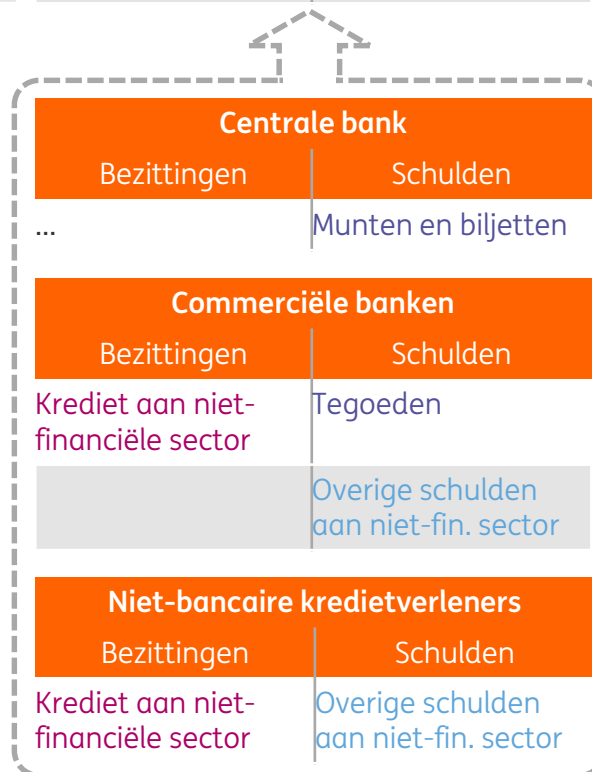 Centrale bank
Bezittingen Schulden
... Munten en biljetten
Commerciële banken
Bezittingen Schulden
Krediet aan niet- Tegoeden
financiële sector
Overige schulden
aan niet-fin. sector
Niet-bancaire kredietverleners
Bezittingen Schulden
Krediet aan niet- Overige schulden
financiële sector aan niet-fin. sector